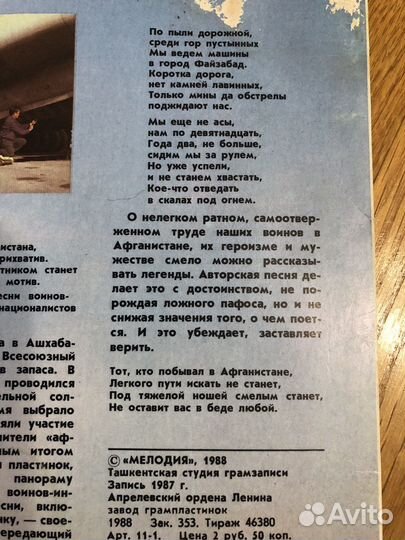 По пыли дорожной,
среди гор пустынных
Мы ведем машины
в город Файзабад.
Коротка дорога,
нет камней лавинных,
Только мины да обстрелы
поджидают нас.
Мы еще не асы,
нам по девятнадцать,
Года два, не больше,
сидим мы за рулем,
Но уже успели,
и не станем хвастать,
Кое-что отведать
в скалах под огнем.
О нелегком ратном, самоотвер-
женном труде наших воинов в
Афганистане, их героизме и му-
жестве смело можно рассказы-
вать легенды. Авторская песня де-
лает это с достоинством, не по-
рождая ложного пафоса, но и не
снижая значения того, о чем поет-
ся. И это убеждает, заставляет
верить.
Тот, кто побывал в Афганистане,
Легкого пути искать не станет,
Под тяжелой ношей смелым станет,
Не оставит вас в беде любой.
истана,
рихватив.
тником станет
мотив.
есни воинов-
националистов
а в Ашхаба-
Всесоюзный
в запаса. В
проводился
ельной сол-
мя выбрало
яли участие
нители «аф-
ным итогом
пластинок,
панораму
воинов-ин-
сни, вклю-
нку, — свое-
передающий
© «МЕЛОДИЯ», 1988
Ташкентская студия грамзаписи
Запись 1987 г.
Апрелевский ордена Ленина
завод грампластинок
1988 Зак. 353. Тираж 46380
Арт. 11-1. Цена 2 руб. 50 коп.
Avito